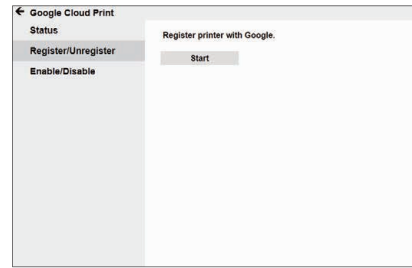 Google Cloud Print
Status
Register/Unregister
Enable/Disable
Register printer with Google.
Start